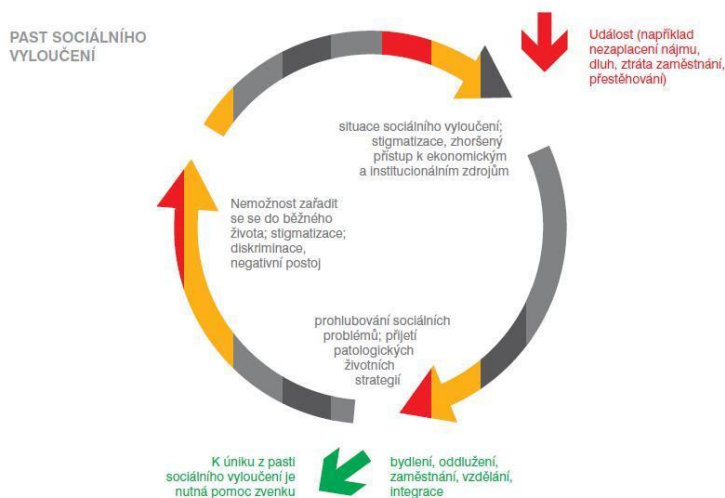 PAST SOCIÁLNÍHO
VYLOUČENÍ
Událost (například
nezaplacení nájmu,
dluh, ztráta zaměstnání,
přestěhování)
situace sociálního vyloučení;
stigmatizace, zhoršený
přístup k ekonomickým
a institucionálním zdrojům
Nemožnost zařadit
se se do běžného
života; stigmatizace;
diskriminace,
negativní postoj
prohlubování sociálních
problémů; přijetí
patologických
životních
strategií
K úniku z pasti
sociálního vyloučení je
nutná pomoc zvenku
bydlení, oddlužení,
zaměstnání, vzdělání,
integrace